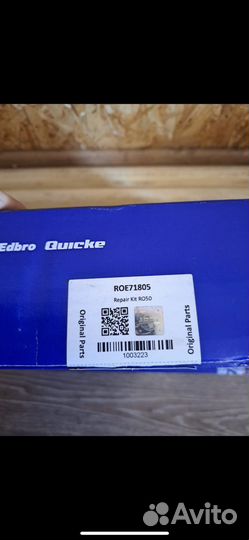 Edbro Quicke
ROE71805
Repair Kit RO50
Original Parts
Original Parts
1003223
Avito